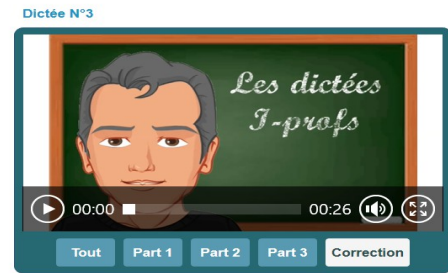 Dictée N°3
Les dictées
I-profs
00:00 00:26
Tout Part 1 Part 2 Part 3 Correction